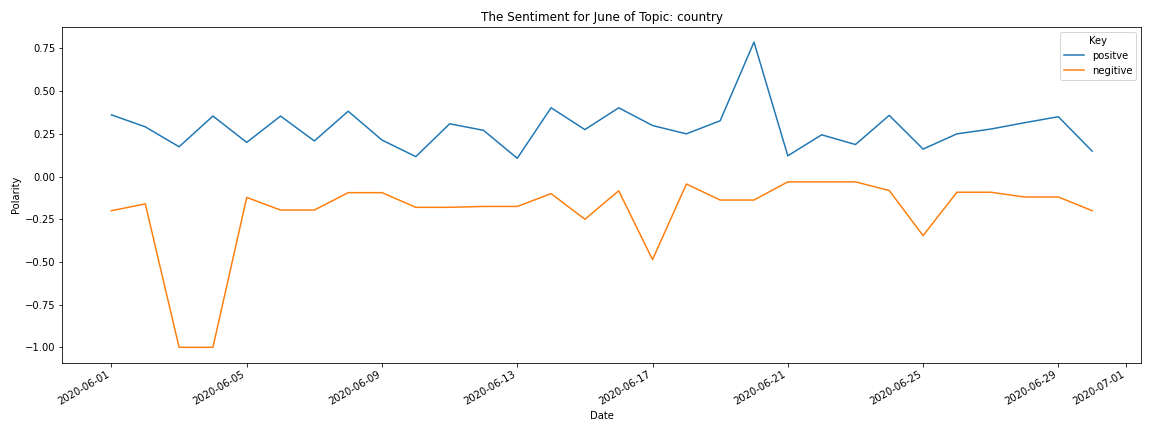 The Sentiment for June of Topic: country
Key
positve
negitive
Polarity
0.75
0.50
0.25
0.00
−0.25
−0.50
−0.75
−1.00
2020-06-01
2020-06-05
2020-06-09
2020-06-13
2020-06-17
2020-06-21
2020-06-25
2020-06-29
2020-07-01
Date